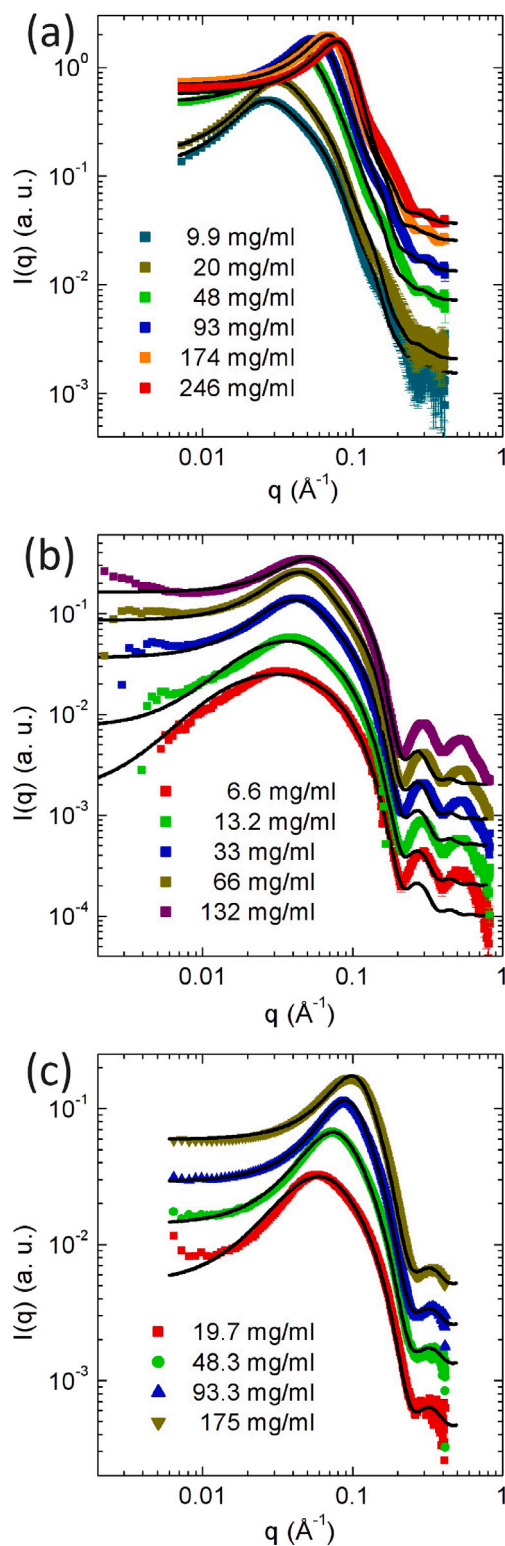 (a)
10⁰
10⁻¹
10⁻²
10⁻³
I(q) (a. u.)
9.9 mg/ml
20 mg/ml
48 mg/ml
93 mg/ml
174 mg/ml
246 mg/ml
0.01 0.1 1
q (Å⁻¹)
(b)
10⁻¹
10⁻²
10⁻³
10⁻⁴
I(q) (a. u.)
6.6 mg/ml
13.2 mg/ml
33 mg/ml
66 mg/ml
132 mg/ml
0.01 0.1 1
q (Å⁻¹)
(c)
10⁻¹
10⁻²
10⁻³
I(q) (a. u.)
19.7 mg/ml
48.3 mg/ml
93.3 mg/ml
175 mg/ml
0.01 0.1 1
q (Å⁻¹)